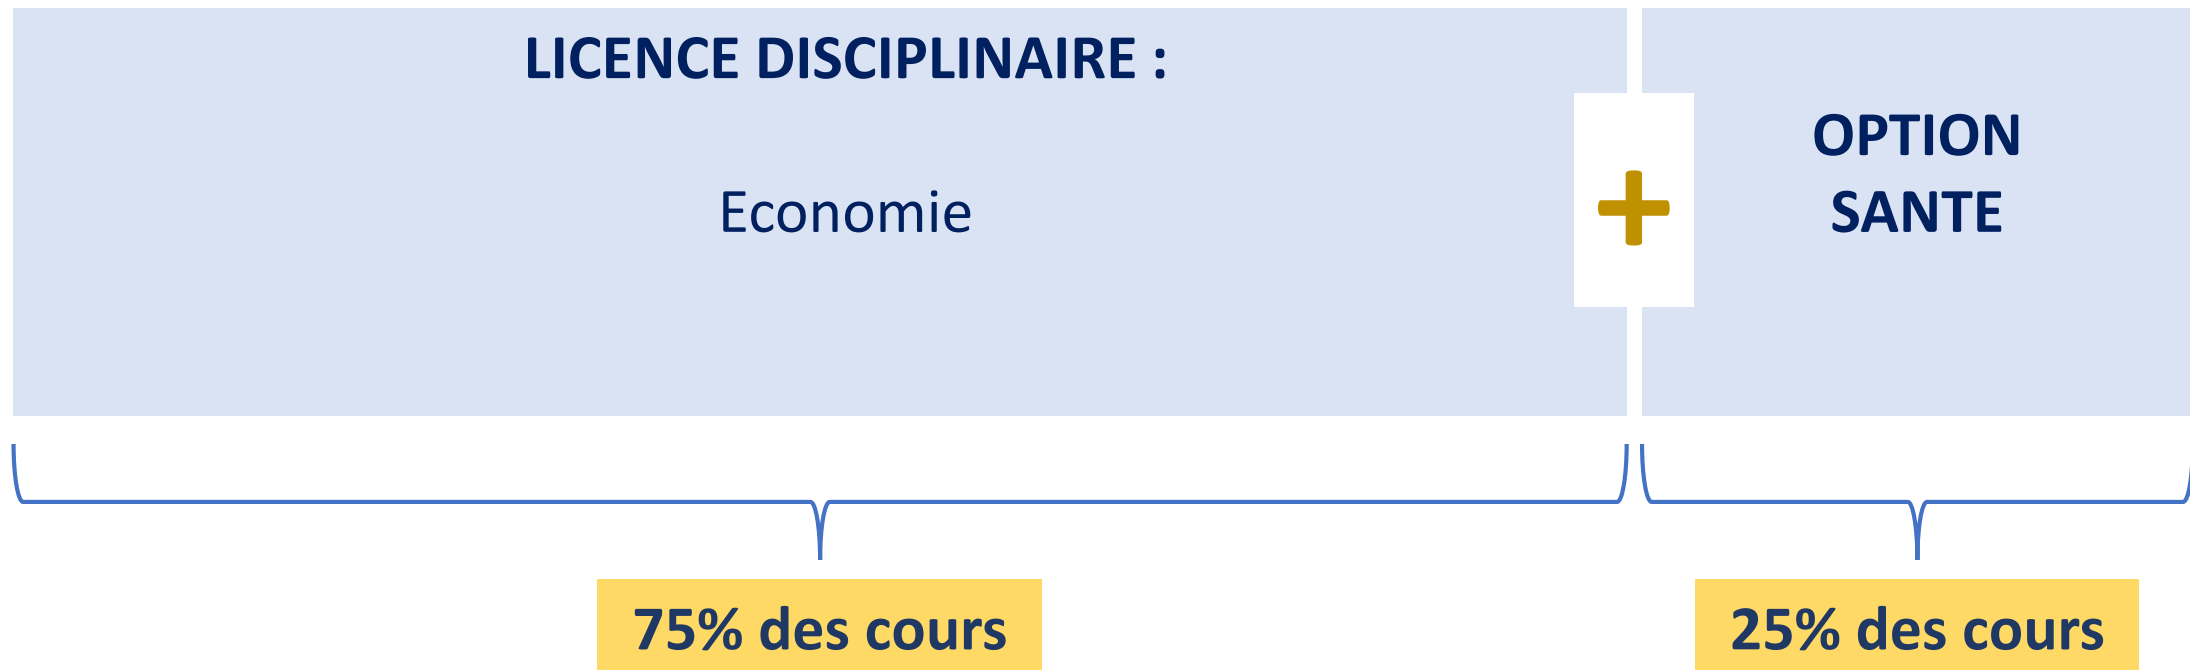 LICENCE DISCIPLINAIRE :
Economie
+
OPTION
SANTE
75% des cours
25% des cours